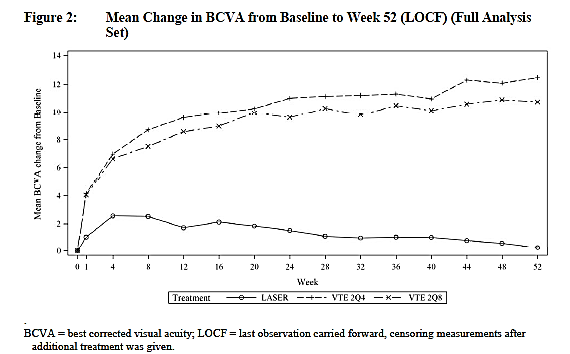 Figure 2: Mean Change in BCVA from Baseline to Week 52 (LOCF) (Full Analysis
Set)
14
12
10
8
6
4
2
0
Mean BCVA change from Baseline
0 1 4 8 12 16 20 24 28 32 36 40 44 48 52
Week
Treatment LASER VTE 2Q4 VTE 2Q8
BCVA = best corrected visual acuity; LOCF = last observation carried forward, censoring measurements after
additional treatment was given.